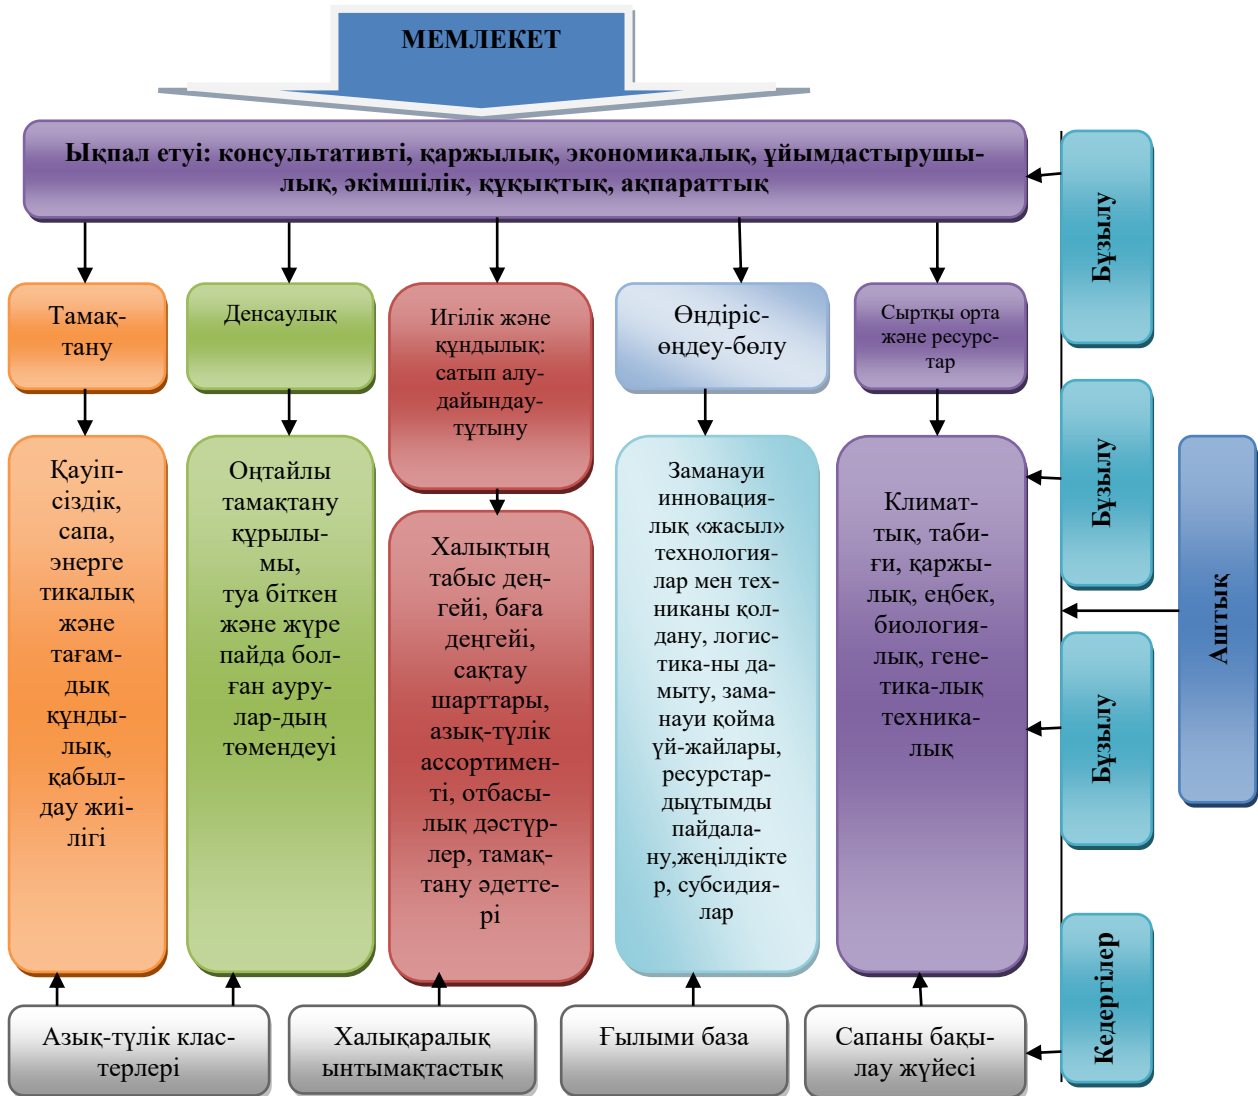 МЕМЛЕКЕТ
Ықпал етуі: консультативті, қаржылық, экономикалық, ұйымдастырушы-
лық, әкімшілік, құқықтық, ақпараттық
Тамақ-
тану
Денсаулық
Игілік және
құндылық:
сатып алу-
дайындау-
тұтыну
Өндіріс-
өңдеу-бөлу
Сыртқы орта
және ресурс-
тар
Қауіп-
сіздік,
сапа,
энерге
тикалық
және
тағам-
дық
құнды-
лық,
қабыл-
дау жиі-
лігі
Оңтайлы
тамақтану
құрылы-
мы,
туа біткен
және жүре
пайда бол-
ған ауру-
лар-дың
төмендеуі
Халықтың
табыс дең-
гейі, баға
деңгейі,
сақтау
шарттары,
азық-түлік
ассортимен-
ті, отбасы-
лық дәстүр-
лер, тамақ-
тану әдетте-
рі
Заманауи
инновация-
лық «жасыл»
технология-
лар мен тех-
никаны қол-
дану, логис-
тика-ны да-
мыту, зама-
науи қойма
үй-жайлары,
ресурстар-
дыұтымды
пайдала-
ну,жеңілдікте
р, субсидия-
лар
Климат-
тық, таби-
ғи, қаржы-
лық, еңбек,
биология-
лық, гене-
тика-лық
техника-
лық
Азық-түлік клас-
терлері
Халықаралық
ынтымақтастық
Ғылыми база
Сапаны бақы-
лау жүйесі
Бұзылу
Бұзылу
Бұзылу
Кедергілер
Аштық